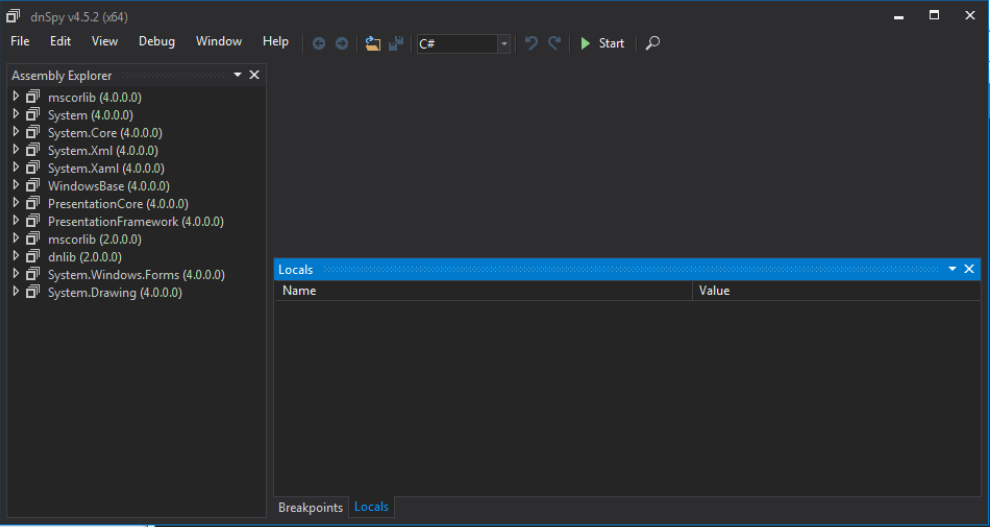 dnSpy v4.5.2 (x64)
File Edit View Debug Window Help C# Start
Assembly Explorer
mscorlib (4.0.0.0)
System (4.0.0.0)
System.Core (4.0.0.0)
System.Xml (4.0.0.0)
System.Xaml (4.0.0.0)
WindowsBase (4.0.0.0)
PresentationCore (4.0.0.0)
PresentationFramework (4.0.0.0)
mscorlib (2.0.0.0)
dnlib (2.0.0.0)
System.Windows.Forms (4.0.0.0)
System.Drawing (4.0.0.0)
Locals
Name Value
Breakpoints Locals